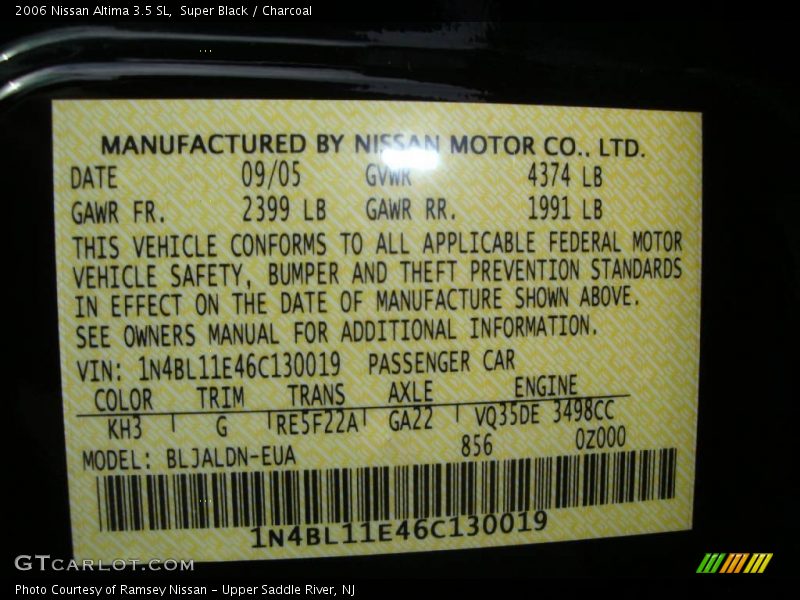 2006 Nissan Altima 3.5 SL,  Super Black / Charcoal
MANUFACTURED BY NISSAN MOTOR CO., LTD.
DATE 09/05 GVWR 4374 LB
GAWR FR. 2399 LB GAWR RR. 1991 LB
THIS VEHICLE CONFORMS TO ALL APPLICABLE FEDERAL MOTOR
VEHICLE SAFETY, BUMPER AND THEFT PREVENTION STANDARDS
IN EFFECT ON THE DATE OF MANUFACTURE SHOWN ABOVE.
SEE OWNERS MANUAL FOR ADDITIONAL INFORMATION.
VIN: 1N4BL11E46C130019 PASSENGER CAR
COLOR TRIM TRANS AXLE ENGINE
KH3 G RE5F22A GA22 VQ35DE 3498CC
MODEL: BLJALDN-EUA 856 0Z000
1N4BL11E46C130019
GTCARLOT.COM
Photo Courtesy of Ramsey Nissan - Upper Saddle River, NJ